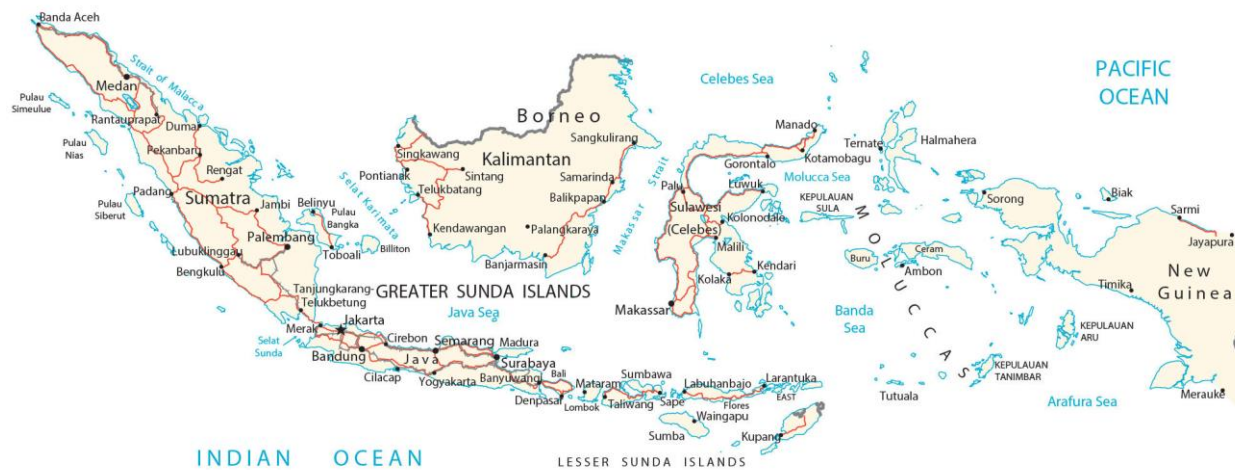 Banda Aceh
Medan
Strait of Malacca
Pulau
Simeulue
Rantauprapat
Dumai
Pulau
Nias
Pekanbaru
Rengat
Padang
Sumatra
Pulau
Siberut
Jambi
Belinyu
Pulau
Bangka
Palembang
Billiton
Toboali
Lubuklinggau
Bengkulu
Tanjungkarang-
Telukbetung
Selat Karimata
Borneo
Kalimantan
Sangkulirang
Singkawang
Sintang
Pontianak
Telukbatang
Samarinda
Balikpapan
Kendawangan
Palangkaraya
Banjarmasin
Makassar
Strait
GREATER SUNDA ISLANDS
Java Sea
Merak
Jakarta
Selat
Sunda
Bandung
Cirebon
Semarang
Madura
Java
Surabaya
Cilacap
Yogyakarta
Banyuwangi
Bali
Denpasar
Mataram
Lombok
Sumbawa
Taliwang
Sape
Labuhanbajo
Larantuka
Flores
EAST
Waingapu
Sumba
Kupang
LESSER SUNDA ISLANDS
INDIAN OCEAN
Celebes Sea
Manado
Kotamobagu
Gorontalo
Molucca Sea
Palu
Luwuk
Sulawesi
(Celebes)
Kolonodale
Malili
Kolaka
Kendari
Makassar
KEPULAUAN
SULA
Ternate
Halmahera
MOLUCCAS
Buru
Ceram
Ambon
Banda
Sea
Tutuala
KEPULAUAN
TANIMBAR
KEPULAUAN
ARU
Arafura Sea
PACIFIC
OCEAN
Sorong
Biak
Sarmi
Jayapura
New
Guinea
Timika
Merauke